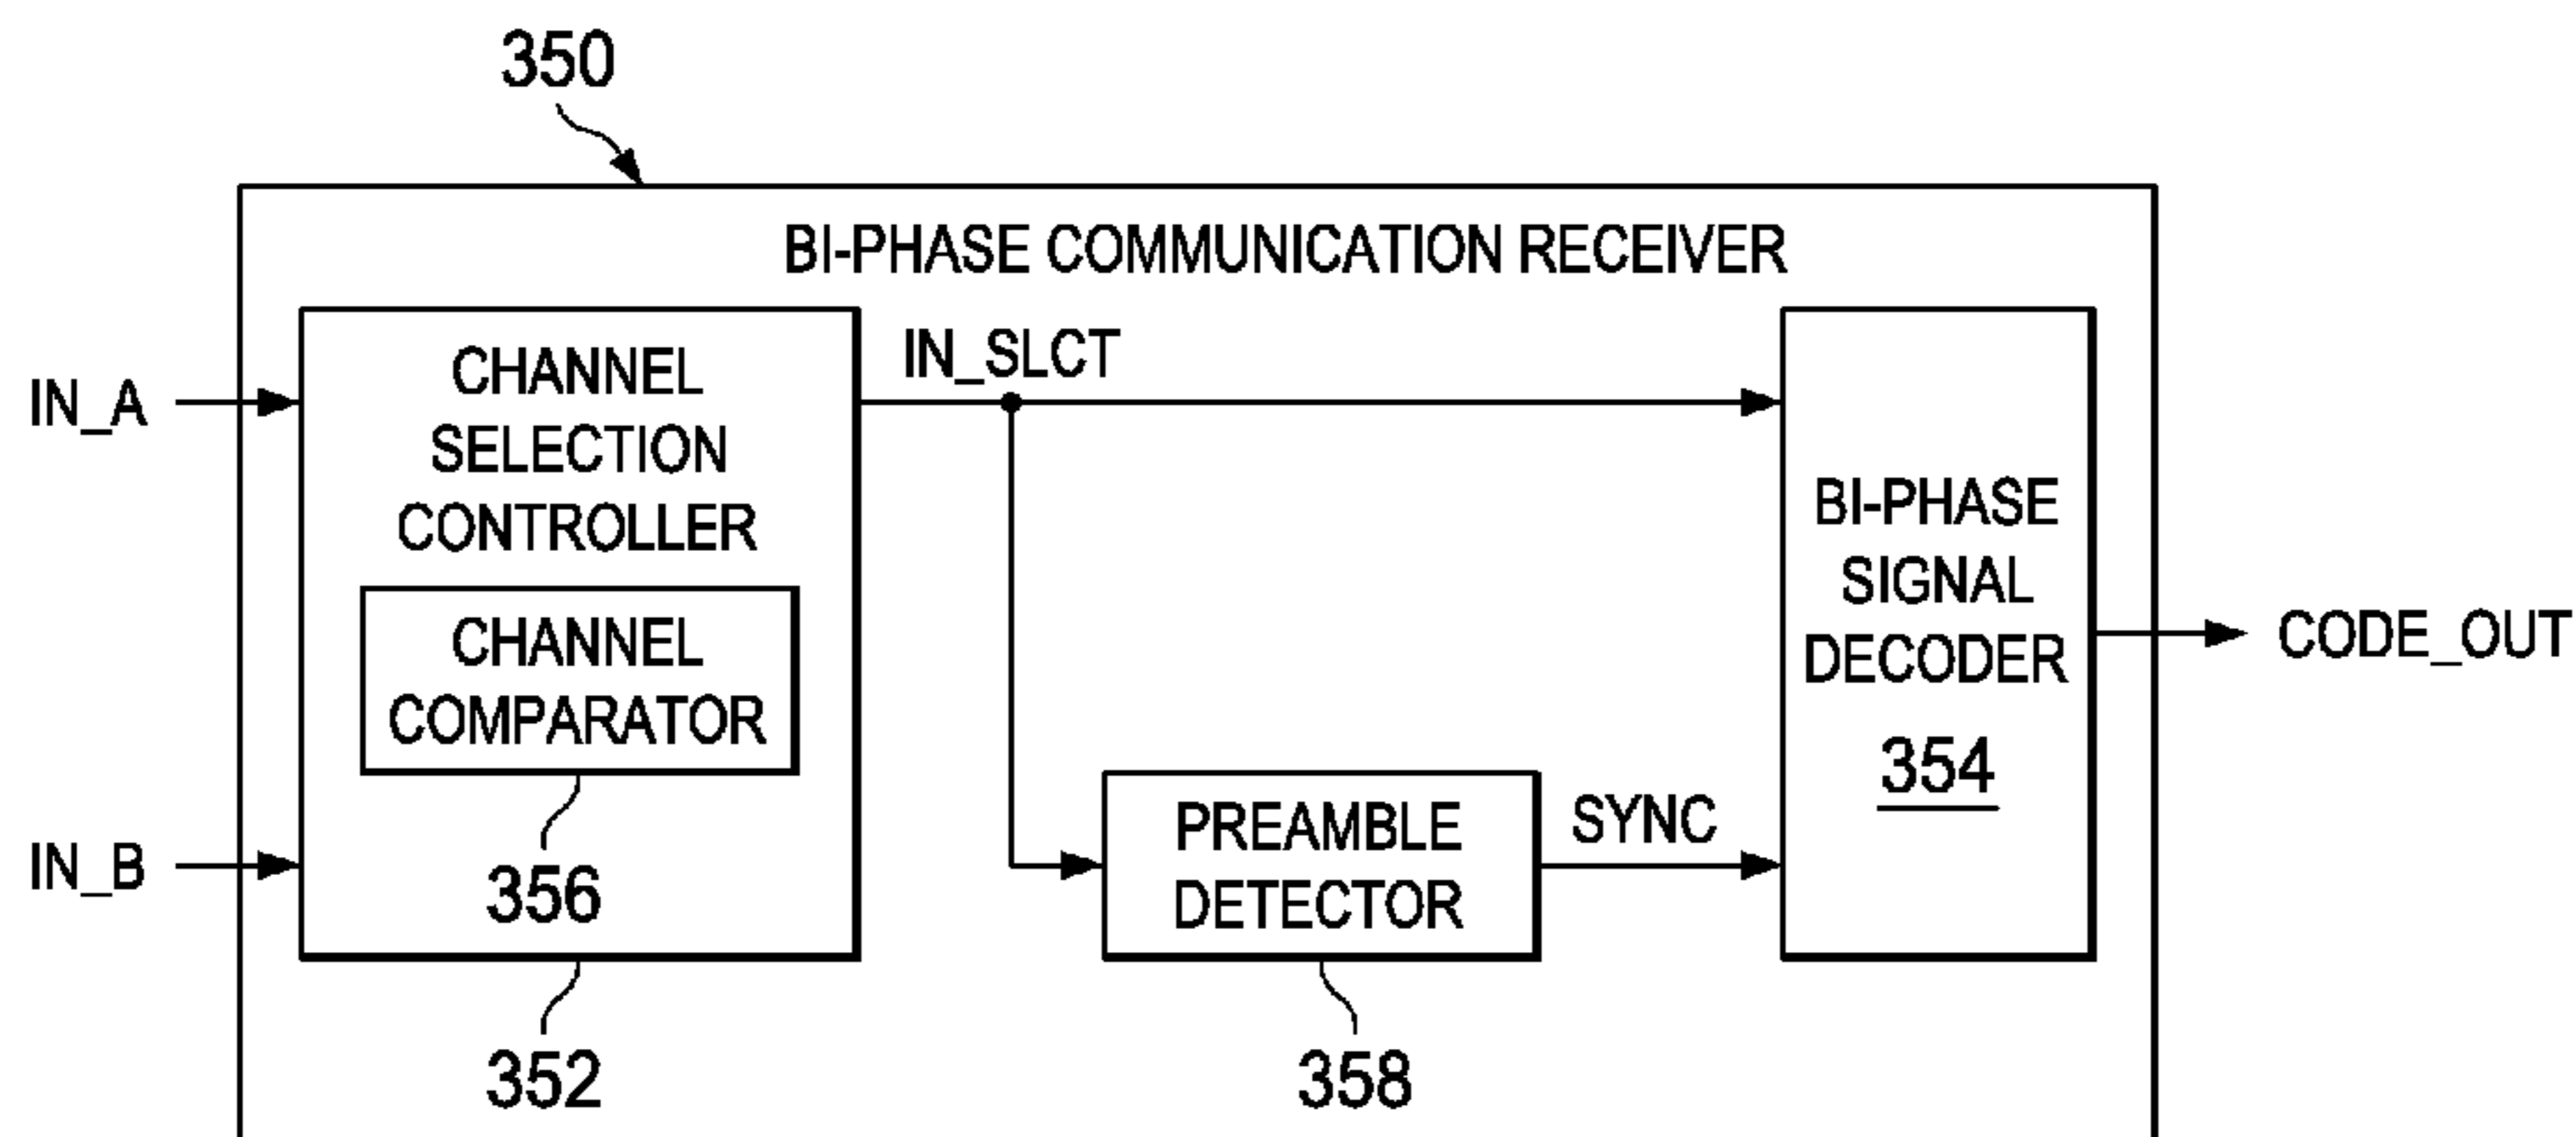 350
BI-PHASE COMMUNICATION RECEIVER
CHANNEL
SELECTION
CONTROLLER
CHANNEL
COMPARATOR
356
352
IN_A
IN_B
IN_SLCT
PREAMBLE
DETECTOR
358
SYNC
BI-PHASE
SIGNAL
DECODER
354
CODE_OUT